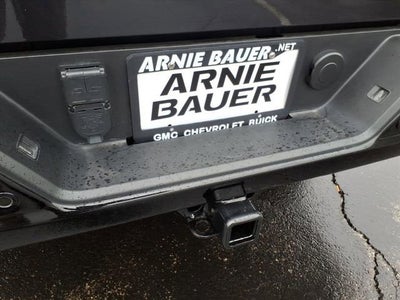 ARNIE BAUER.NET
ARNIE
BAUER
GMC CHEVROLET BUICK